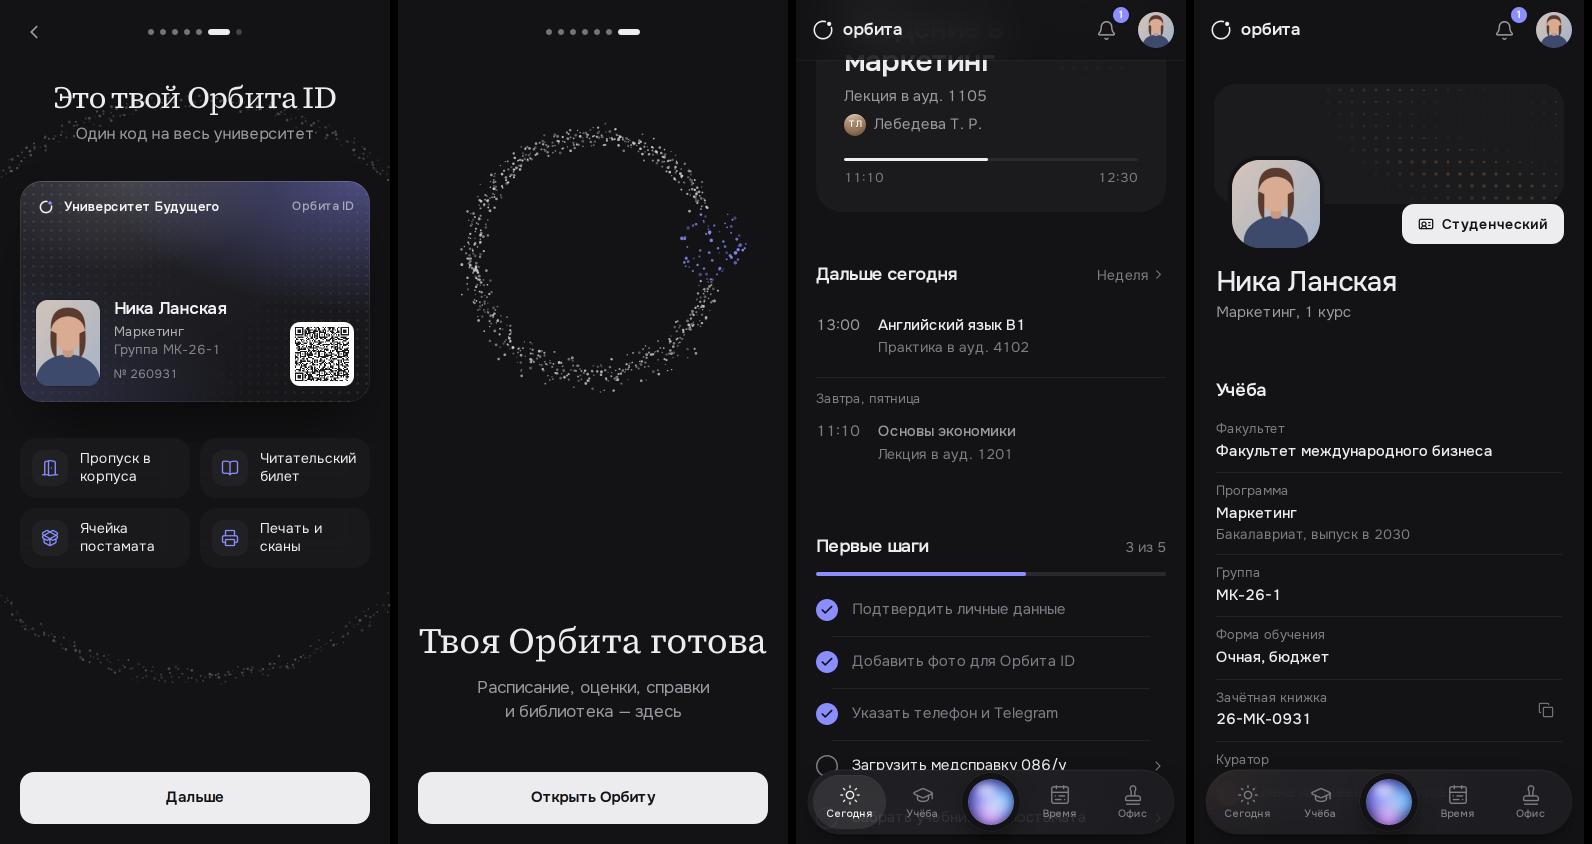 Это твой Орбита ID
Один код на весь университет
Университет Будущего
Орбита ID
Ника Ланская
Маркетинг
Группа МК-26-1
№ 260931
Пропуск в
корпуса
Читательский
билет
Ячейка
постамата
Печать и
сканы
Дальше
Твоя Орбита готова
Расписание, оценки, справки
и библиотека — здесь
Открыть Орбиту
орбита
1
маркетинг
Лекция в ауд. 1105
ТЛ
Лебедева Т. Р.
11:10
12:30
Дальше сегодня
Неделя
13:00
Английский язык B1
Практика в ауд. 4102
Завтра, пятница
11:10
Основы экономики
Лекция в ауд. 1201
Первые шаги
3 из 5
Подтвердить личные данные
Добавить фото для Орбита ID
Указать телефон и Telegram
Загрузить медсправку 086/у
Сегодня
Учёба
Время
Офис
орбита
1
Студенческий
Ника Ланская
Маркетинг, 1 курс
Учёба
Факультет
Факультет международного бизнеса
Программа
Маркетинг
Бакалавриат, выпуск в 2030
Группа
МК-26-1
Форма обучения
Очная, бюджет
Зачётная книжка
26-МК-0931
Куратор
Сегодня
Учёба
Время
Офис